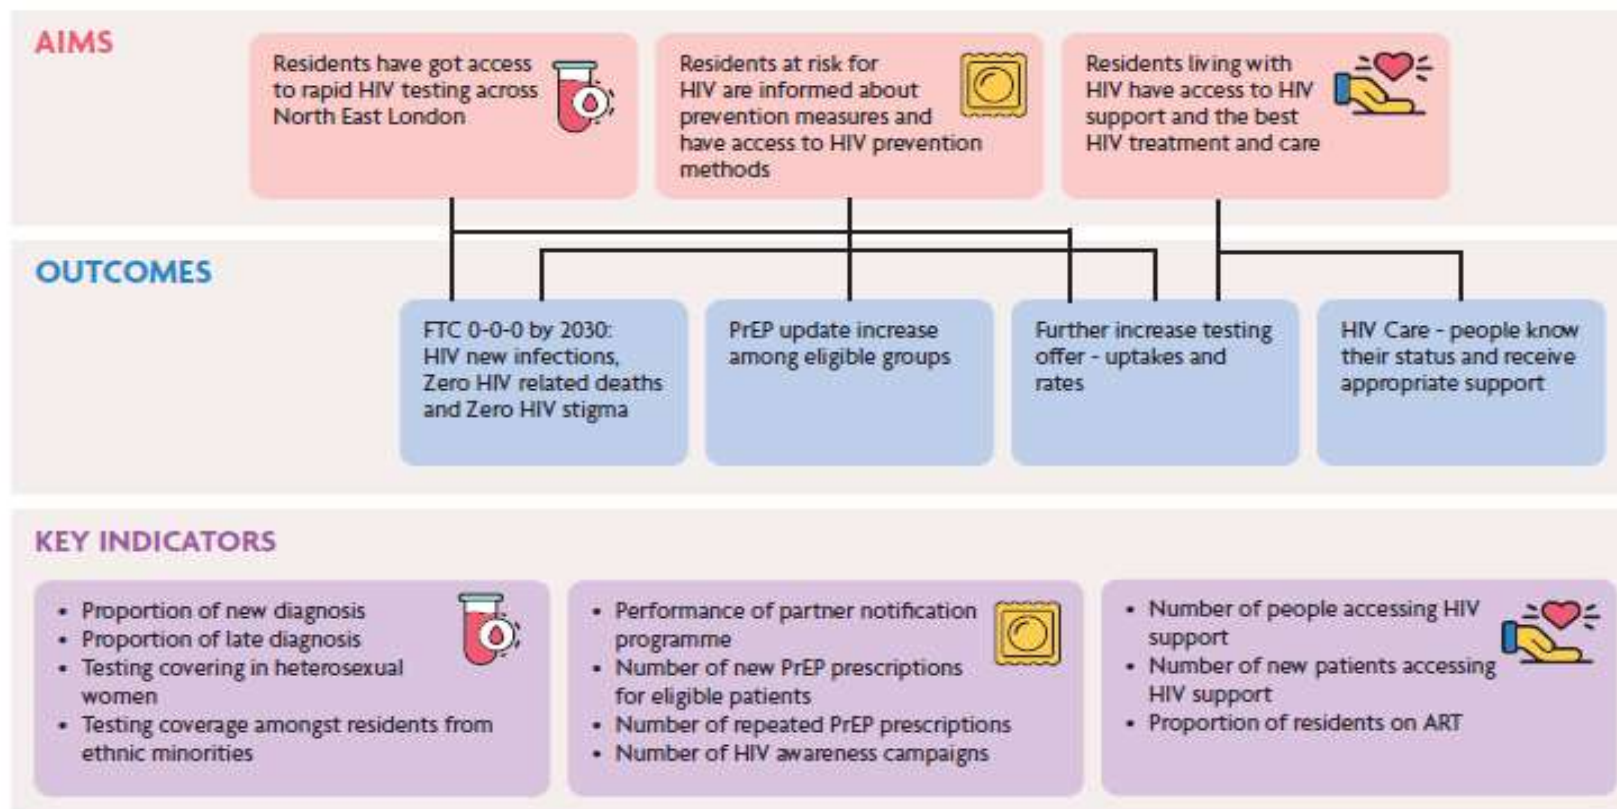 AIMS
Residents have got access
to rapid HIV testing across
North East London
Residents at risk for
HIV are informed about
prevention measures and
have access to HIV prevention
methods
Residents living with
HIV have access to HIV
support and the best
HIV treatment and care
OUTCOMES
FTC 0-0-0 by 2030:
HIV new infections,
Zero HIV related deaths
and Zero HIV stigma
PrEP update increase
among eligible groups
Further increase testing
offer - uptakes and
rates
HIV Care - people know
their status and receive
appropriate support
KEY INDICATORS
• Proportion of new diagnosis
• Proportion of late diagnosis
• Testing covering in heterosexual
women
• Testing coverage amongst residents from
ethnic minorities
• Performance of partner notification
programme
• Number of new PrEP prescriptions
for eligible patients
• Number of repeated PrEP prescriptions
• Number of HIV awareness campaigns
• Number of people accessing HIV
support
• Number of new patients accessing
HIV support
• Proportion of residents on ART